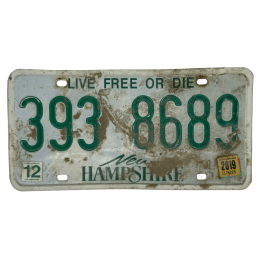 LIVE FREE OR DIE
393 8689
12 New 2019
HAMPSHIRE